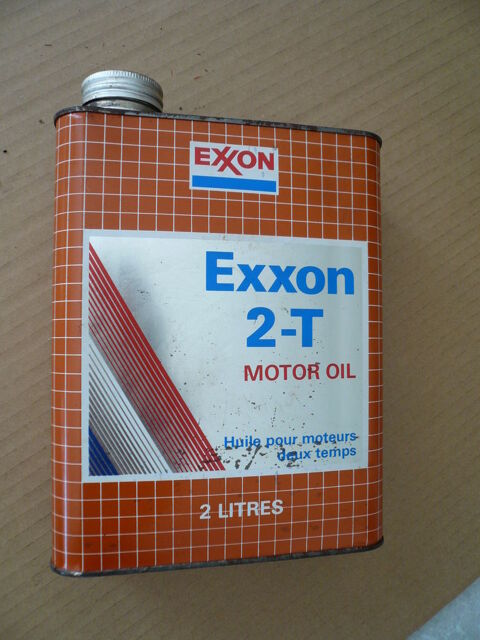 EXXON
Exxon
2-T
MOTOR OIL
Huile pour moteurs
deux temps
2 LITRES